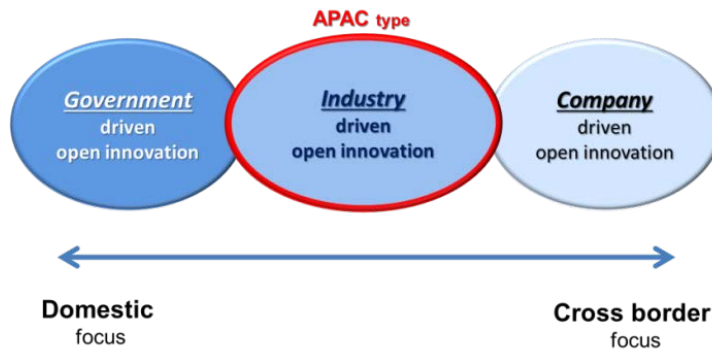 APAC type
Government
driven
open innovation
Industry
driven
open innovation
Company
driven
open innovation
Domestic
focus
Cross border
focus